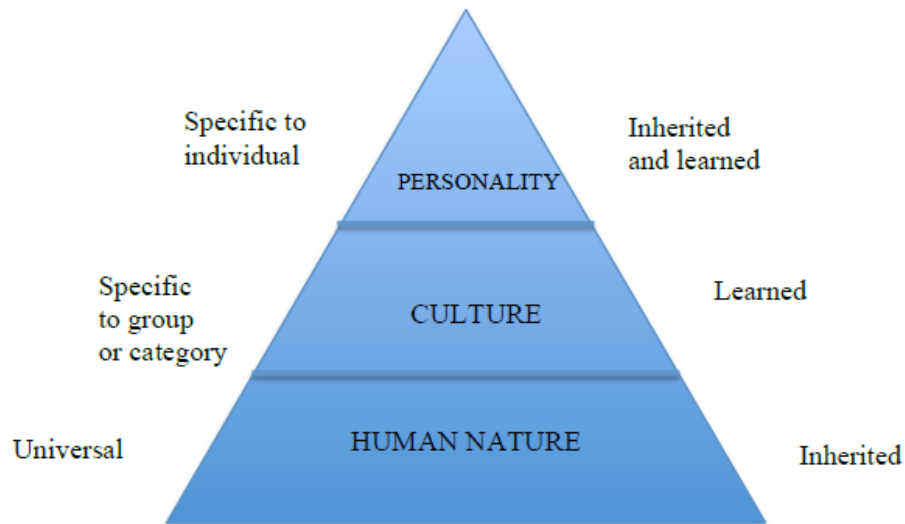 Specific to
individual
Inherited
and learned
PERSONALITY
Specific
to group
or category
CULTURE
Learned
Universal
HUMAN NATURE
Inherited